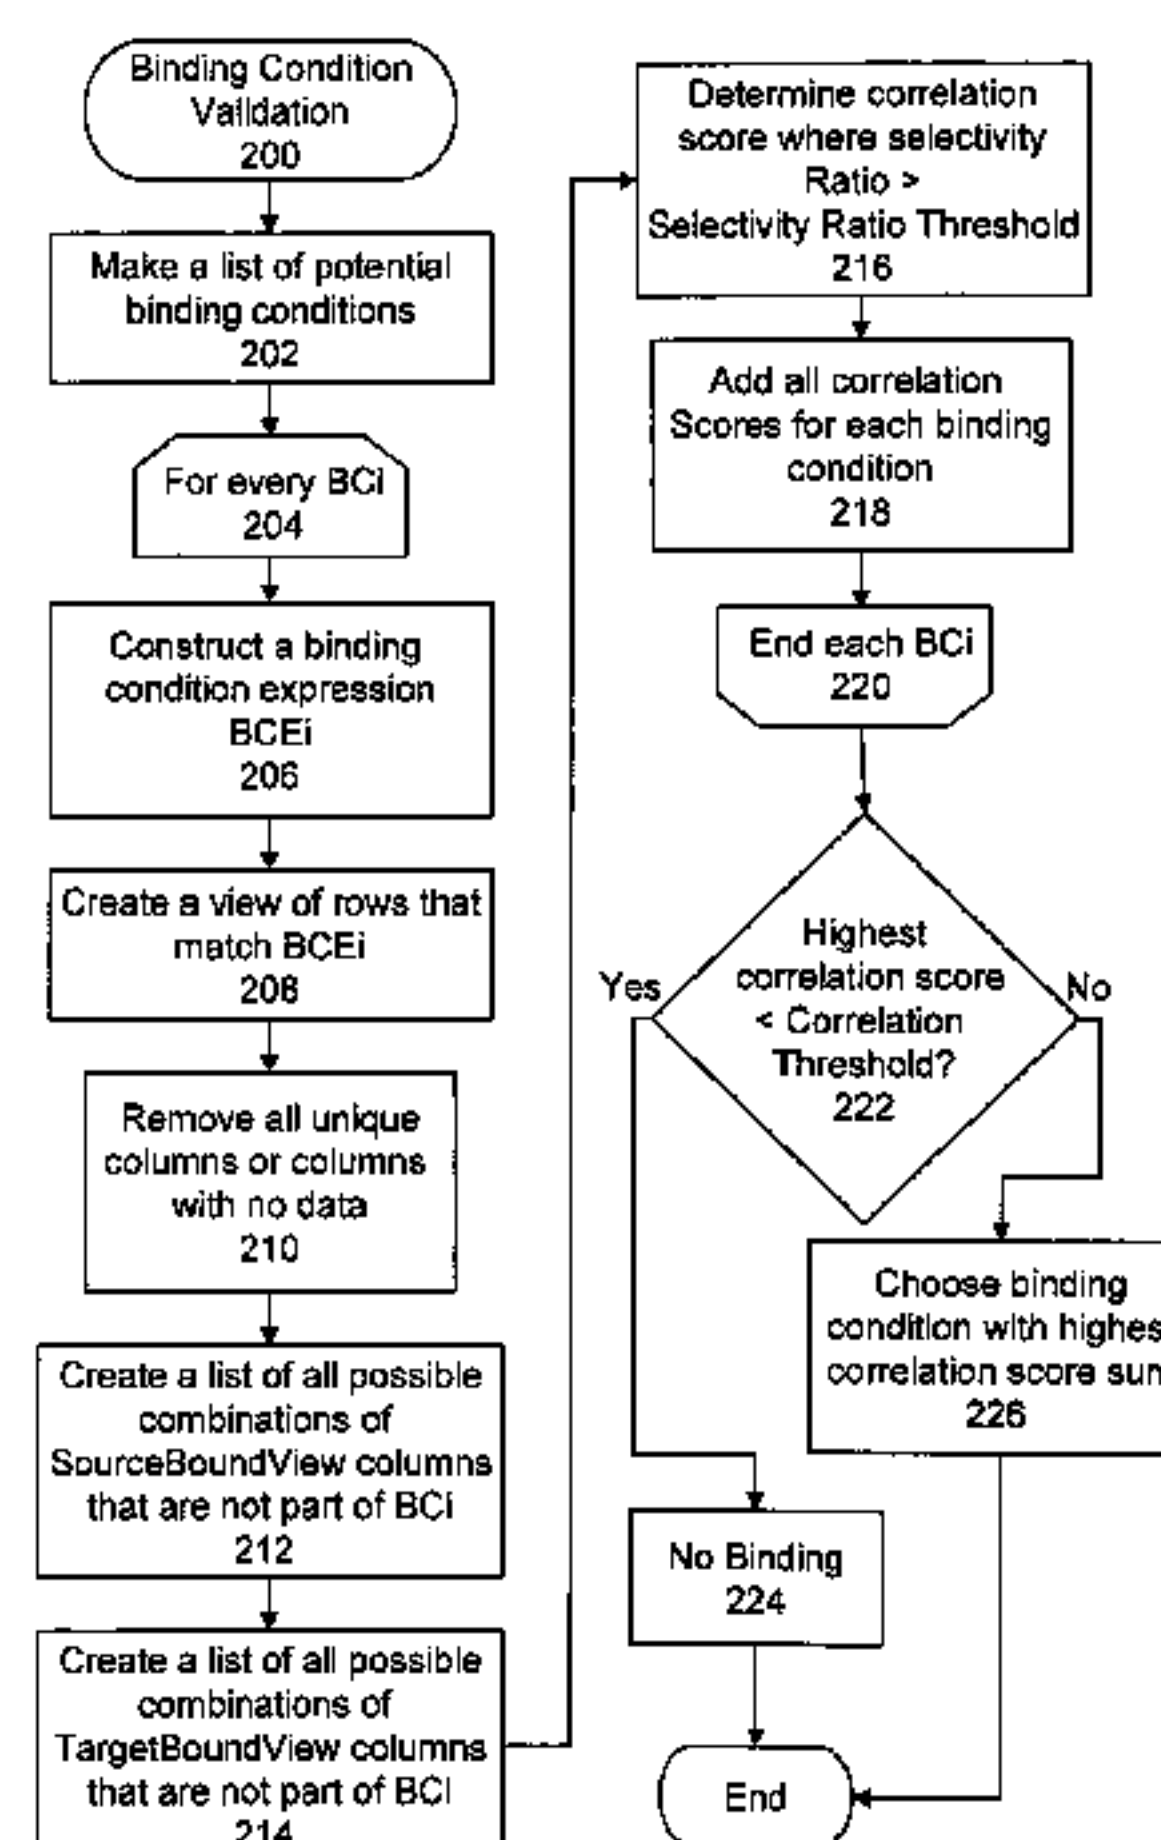 Binding Condition
Validation
200
Make a list of potential
binding conditions
202
For every BCi
204
Construct a binding
condition expression
BCEi
206
Create a view of rows that
match BCEi
208
Remove all unique
columns or columns
with no data
210
Create a list of all possible
combinations of
SourceBoundView columns
that are not part of BCi
212
Create a list of all possible
combinations of
TargetBoundView columns
that are not part of BCi
214
Determine correlation
score where selectivity
Ratio >
Selectivity Ratio Threshold
216
Add all correlation
Scores for each binding
condition
218
End each BCi
220
Highest
correlation score
< Correlation
Threshold?
222
Yes
No
Choose binding
condition with highes
correlation score sum
226
No Binding
224
End